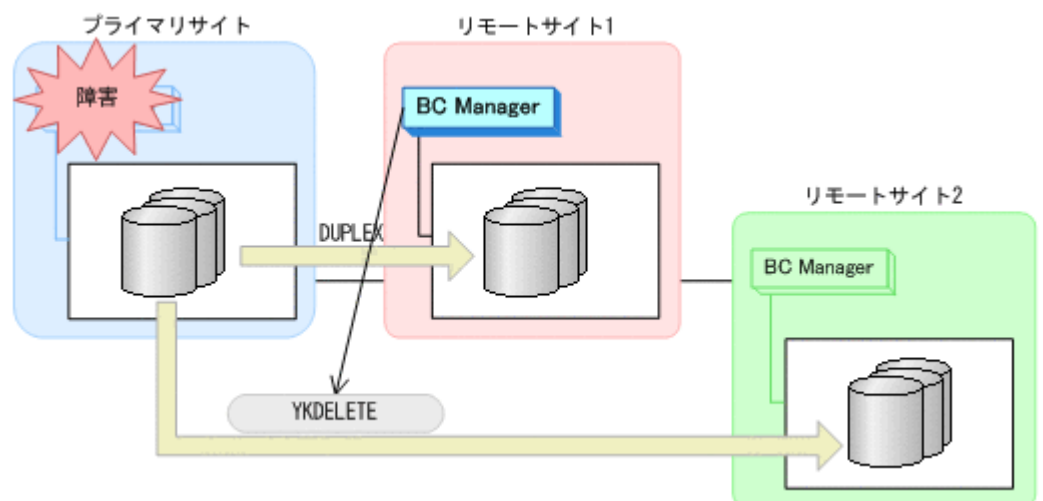 プライマリサイト
リモートサイト1
障害
BC Manager
リモートサイト2
DUPLEX
BC Manager
YKDELETE